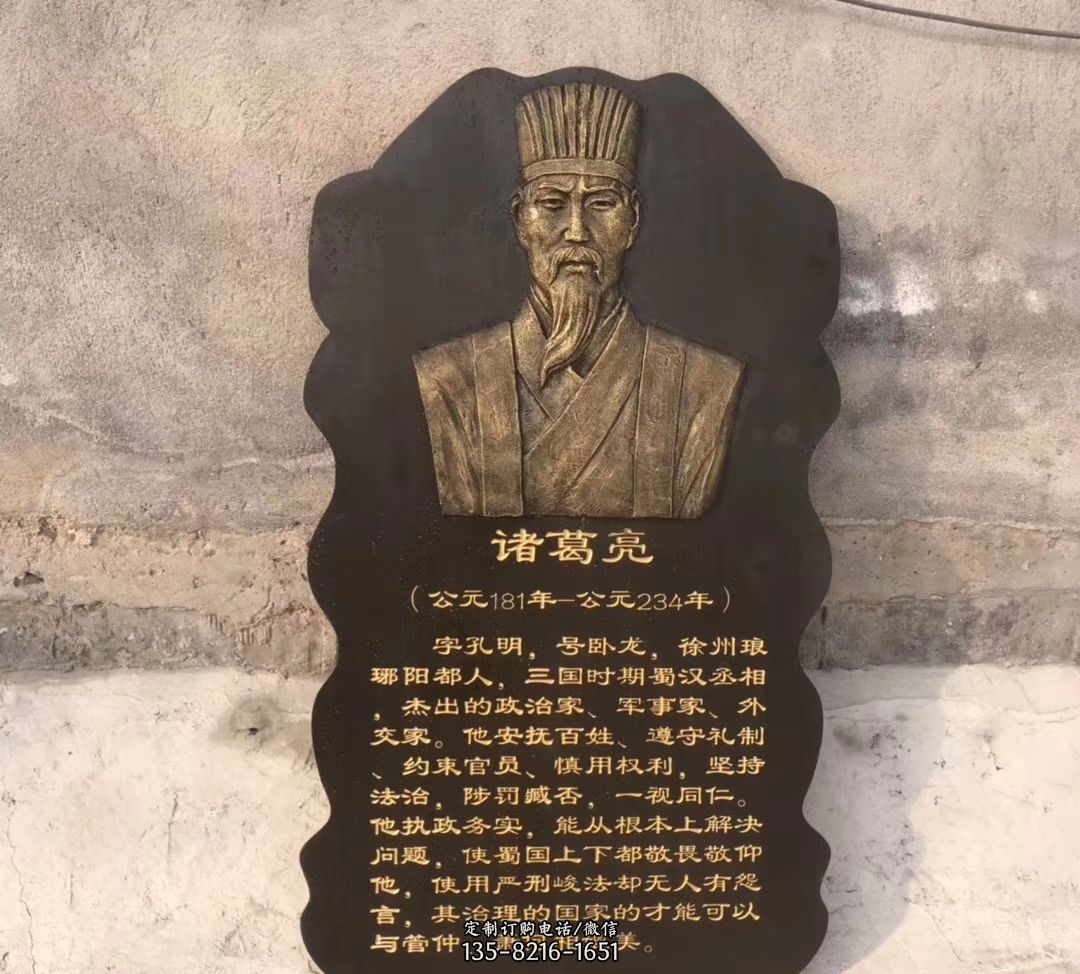 诸葛亮
（公元181年—公元234年）
字孔明，号卧龙，徐州琅
琊阳都人，三国时期蜀汉丞相
，杰出的政治家、军事家、外
交家。他安抚百姓、遵守礼制
、约束官员、慎用权利，坚持
法治，陟罚臧否，一视同仁。
他执政务实，能从根本上解决
问题，使蜀国上下都敬畏敬仰
他，使用严刑峻法却无人有怨
言，其治理的国家的才能可以
与管仲 美。
定制订购电话/微信
135-8216-1651